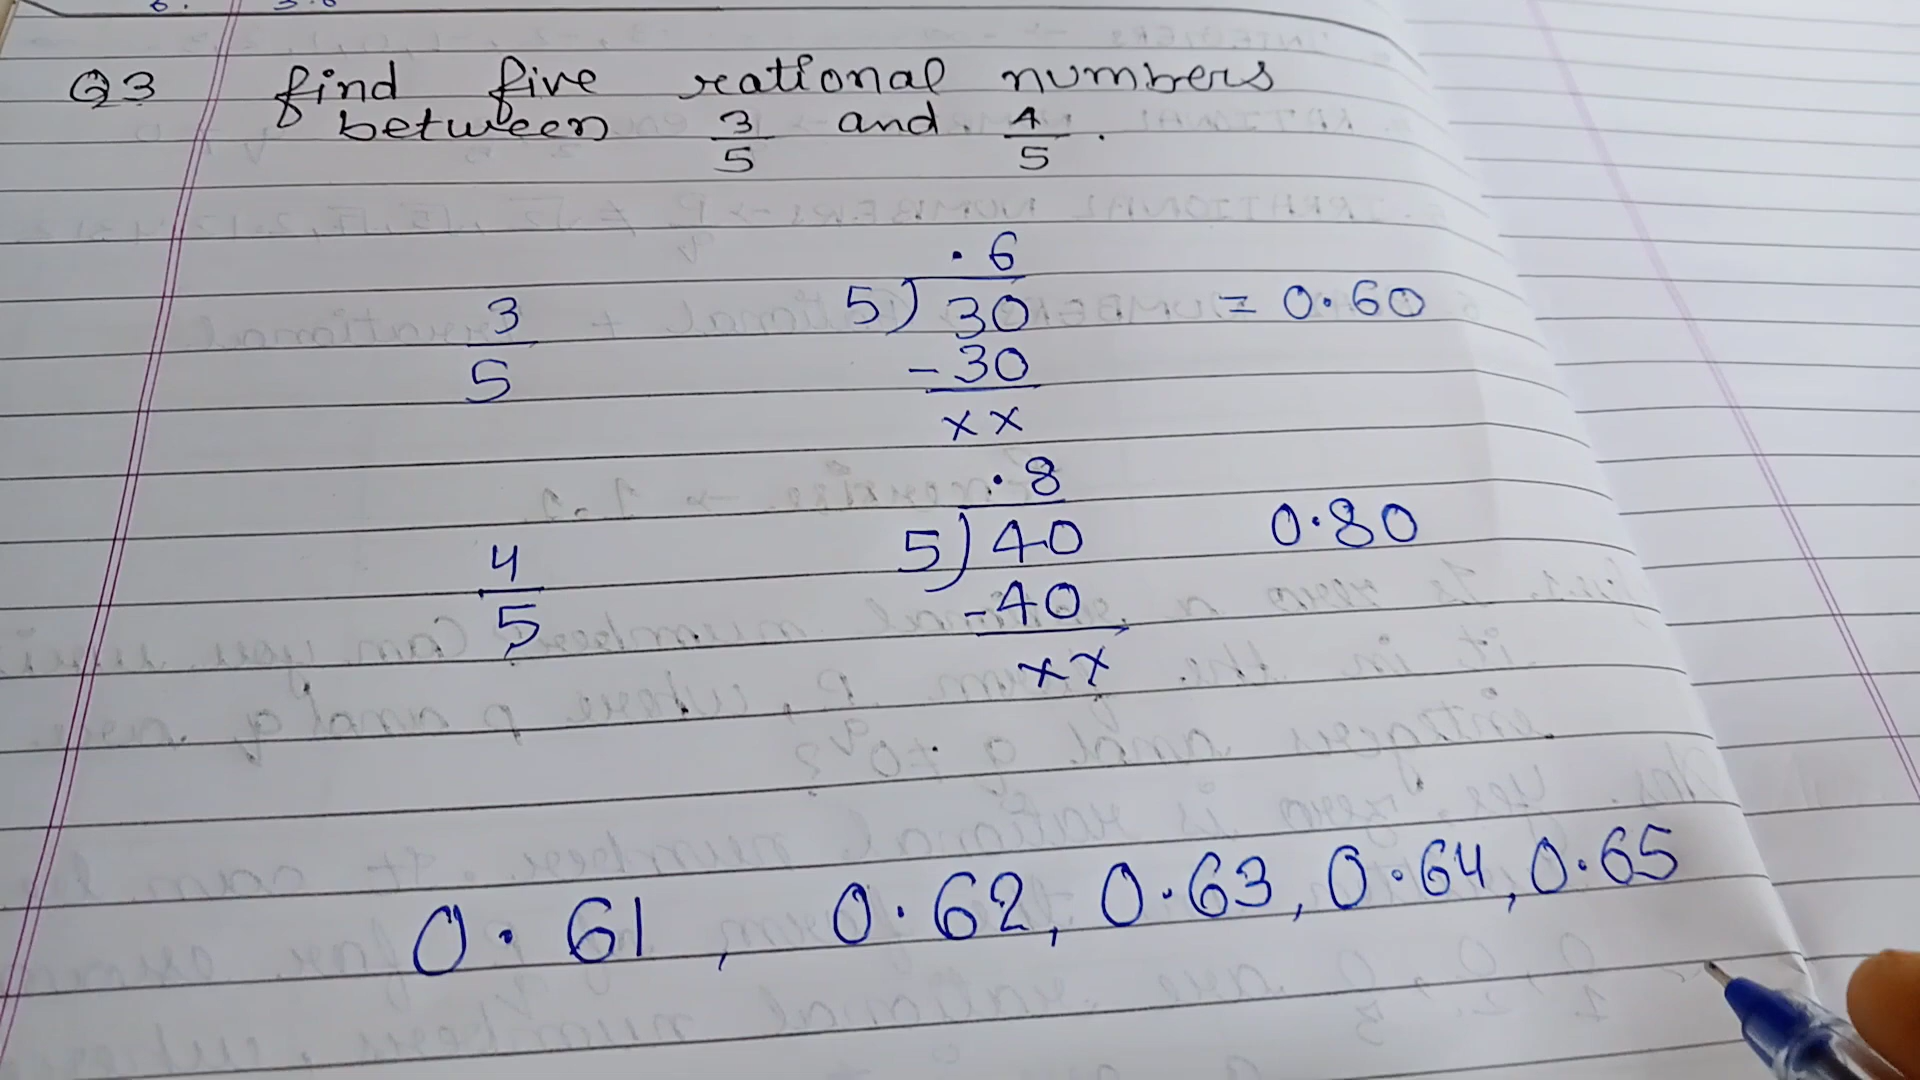 Q3 find five rational numbers
between 3/5 and 4/5.
.6
3/5 5)30 = 0.60
-30
xx
.8
4/5 5)40 0.80
-40
xx
0.61, 0.62, 0.63, 0.64, 0.65